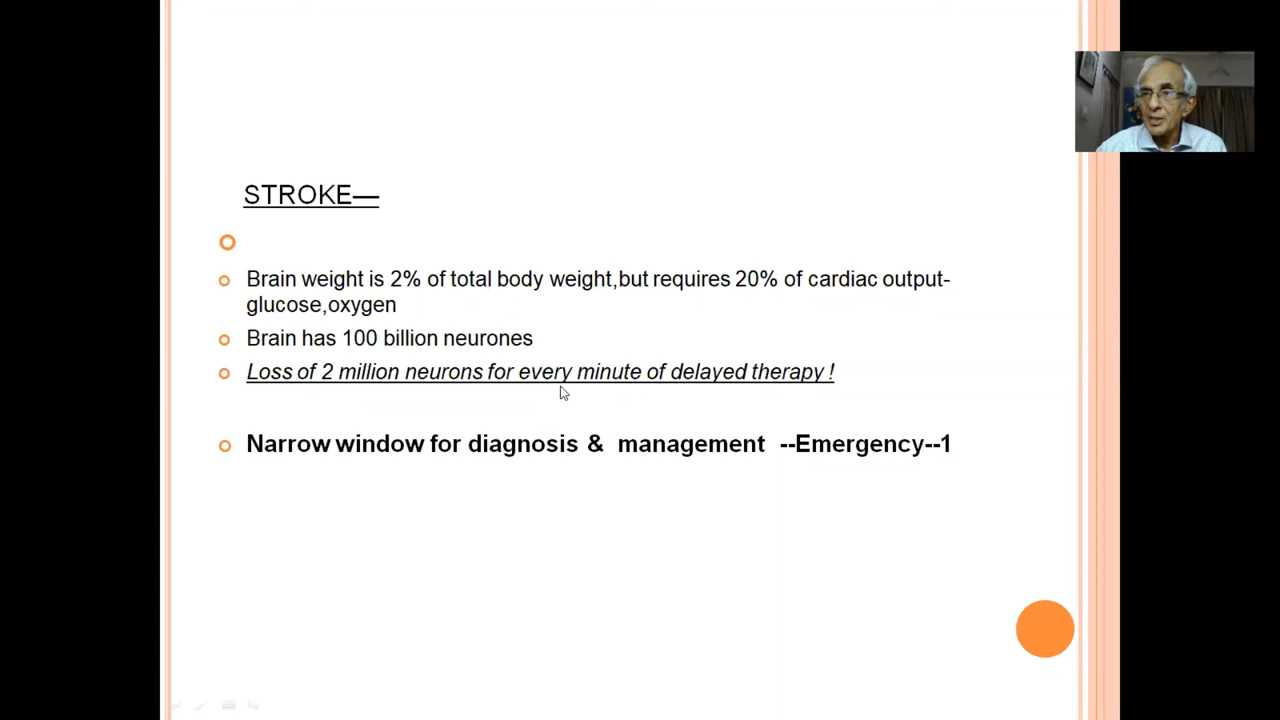 STROKE—
Brain weight is 2% of total body weight,but requires 20% of cardiac output-
glucose,oxygen
Brain has 100 billion neurones
Loss of 2 million neurons for every minute of delayed therapy !
Narrow window for diagnosis & management --Emergency--1